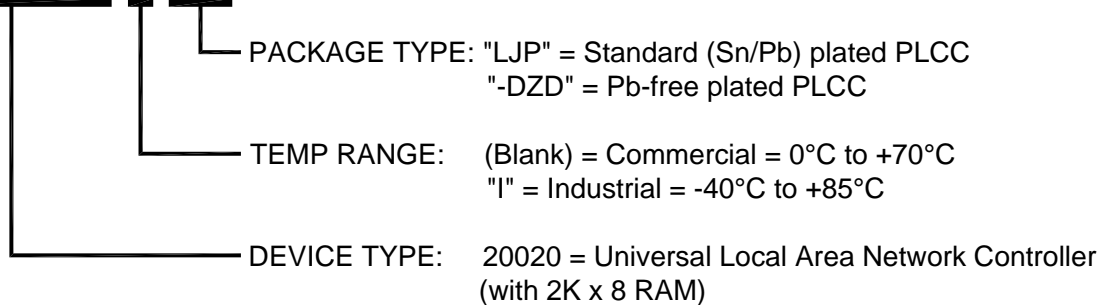 PACKAGE TYPE: "LJP" = Standard (Sn/Pb) plated PLCC
"-DZD" = Pb-free plated PLCC
TEMP RANGE: (Blank) = Commercial = 0°C to +70°C
"I" = Industrial = -40°C to +85°C
DEVICE TYPE: 20020 = Universal Local Area Network Controller
(with 2K x 8 RAM)